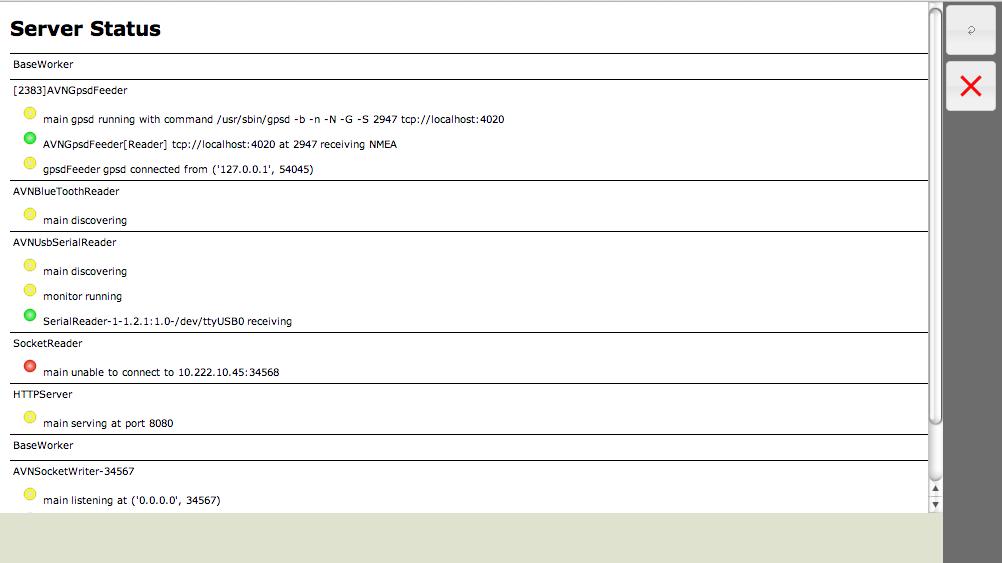 Server Status
BaseWorker
[2383]AVNGpsdFeeder
main gpsd running with command /usr/sbin/gpsd -b -n -N -G -S 2947 tcp://localhost:4020
AVNGpsdFeeder[Reader] tcp://localhost:4020 at 2947 receiving NMEA
gpsdFeeder gpsd connected from ('127.0.0.1', 54045)
AVNBlueToothReader
main discovering
AVNUsbSerialReader
main discovering
monitor running
SerialReader-1-1.2.1:1.0-/dev/ttyUSB0 receiving
SocketReader
main unable to connect to 10.222.10.45:34568
HTTPServer
main serving at port 8080
BaseWorker
AVNSocketWriter-34567
main listening at ('0.0.0.0', 34567)